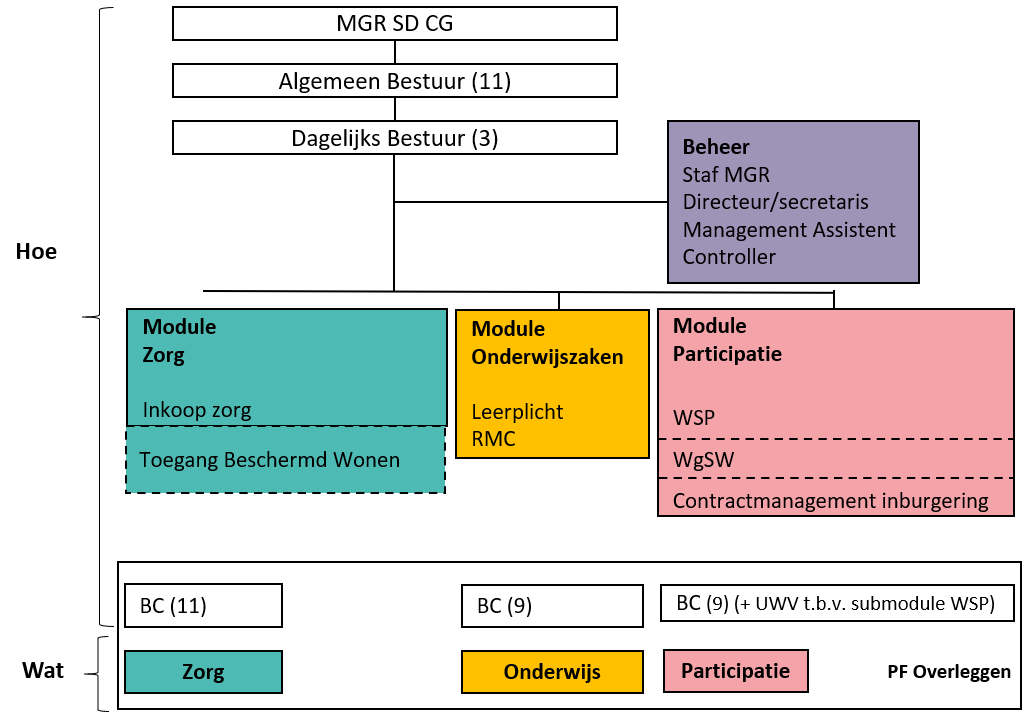 MGR SD CG
Algemeen Bestuur (11)
Dagelijks Bestuur (3)
Beheer
Staf MGR
Directeur/secretaris
Management Assistent
Controller
Hoe
Module
Zorg
Inkoop zorg
Toegang Beschermd Wonen
Module
Onderwijszaken
Leerplicht
RMC
Module
Participatie
WSP
WgSW
Contractmanagement inburgering
BC (11)
BC (9)
BC (9) (+ UWV t.b.v. submodule WSP)
Wat
Zorg
Onderwijs
Participatie
PF Overleggen